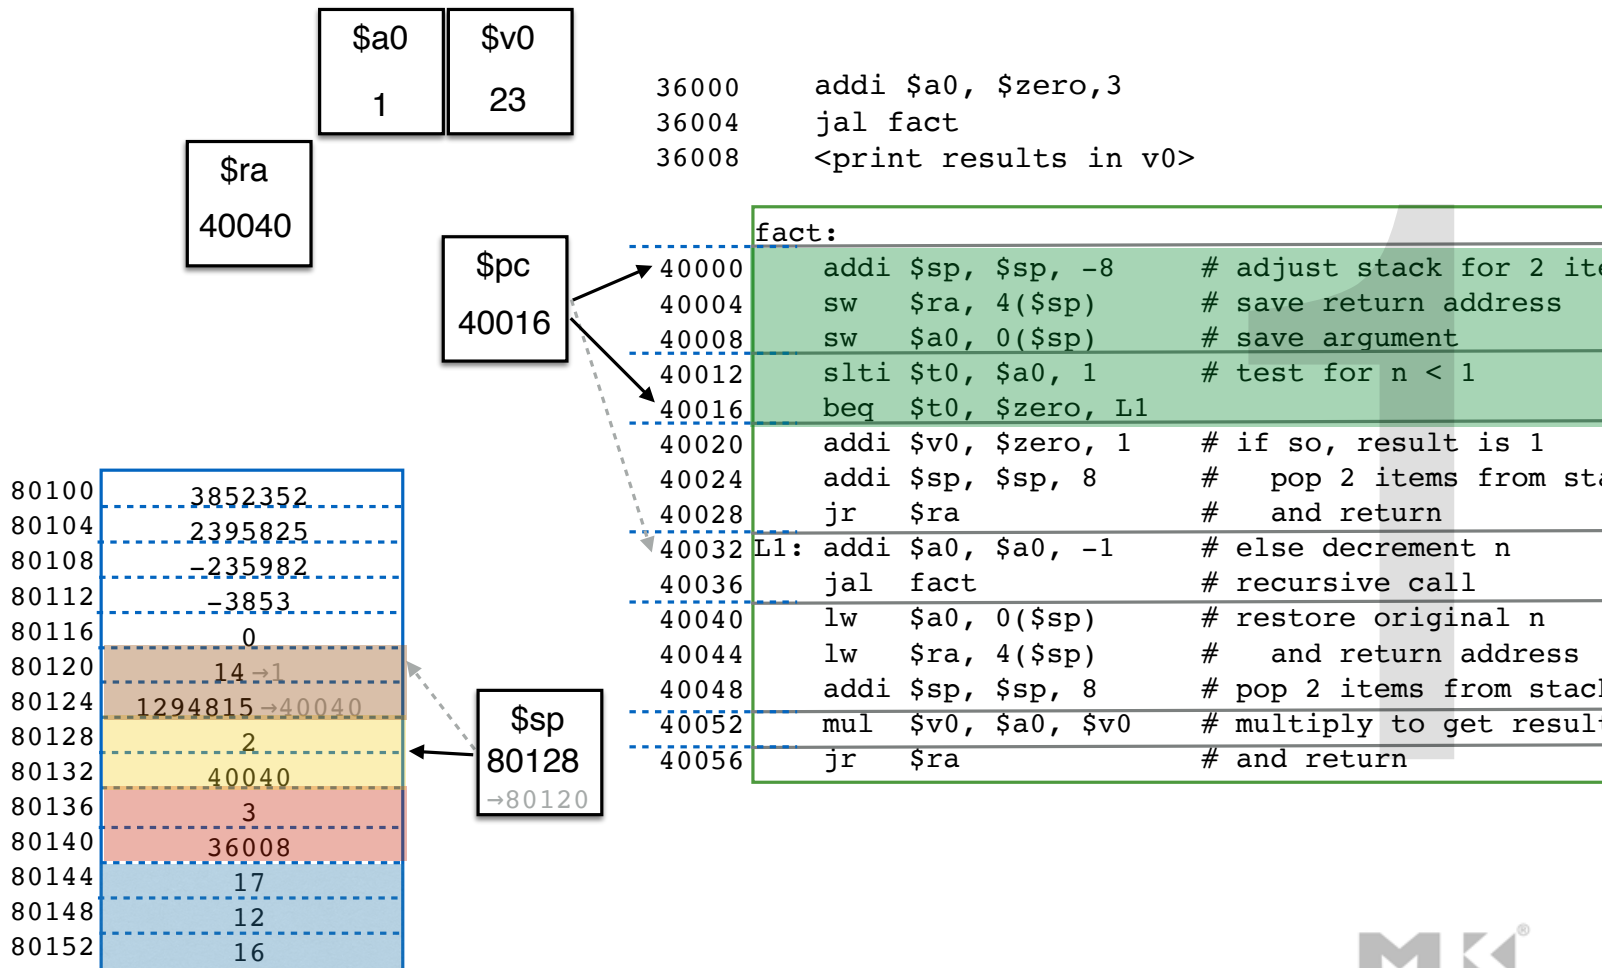 $a0 $v0
1 23
$ra
40040
$pc
40016
36000 addi $a0, $zero,3
36004 jal fact
36008 <print results in v0>
fact:
40000 addi $sp, $sp, -8 # adjust stack for 2 ite
40004 sw $ra, 4($sp) # save return address
40008 sw $a0, 0($sp) # save argument
40012 slti $t0, $a0, 1 # test for n < 1
40016 beq $t0, $zero, L1
40020 addi $v0, $zero, 1 # if so, result is 1
40024 addi $sp, $sp, 8 # pop 2 items from sta
40028 jr $ra # and return
40032 L1: addi $a0, $a0, -1 # else decrement n
40036 jal fact # recursive call
40040 lw $a0, 0($sp) # restore original n
40044 lw $ra, 4($sp) # and return address
40048 addi $sp, $sp, 8 # pop 2 items from stack
40052 mul $v0, $a0, $v0 # multiply to get result
40056 jr $ra # and return
1
80100 3852352
80104 2395825
80108 -235982
80112 -3853
80116 0
80120 14 →1
80124 1294815 →40040
80128 2
80132 40040
80136 3
80140 36008
80144 17
80148 12
80152 16
$sp
80128
→80120
MK®